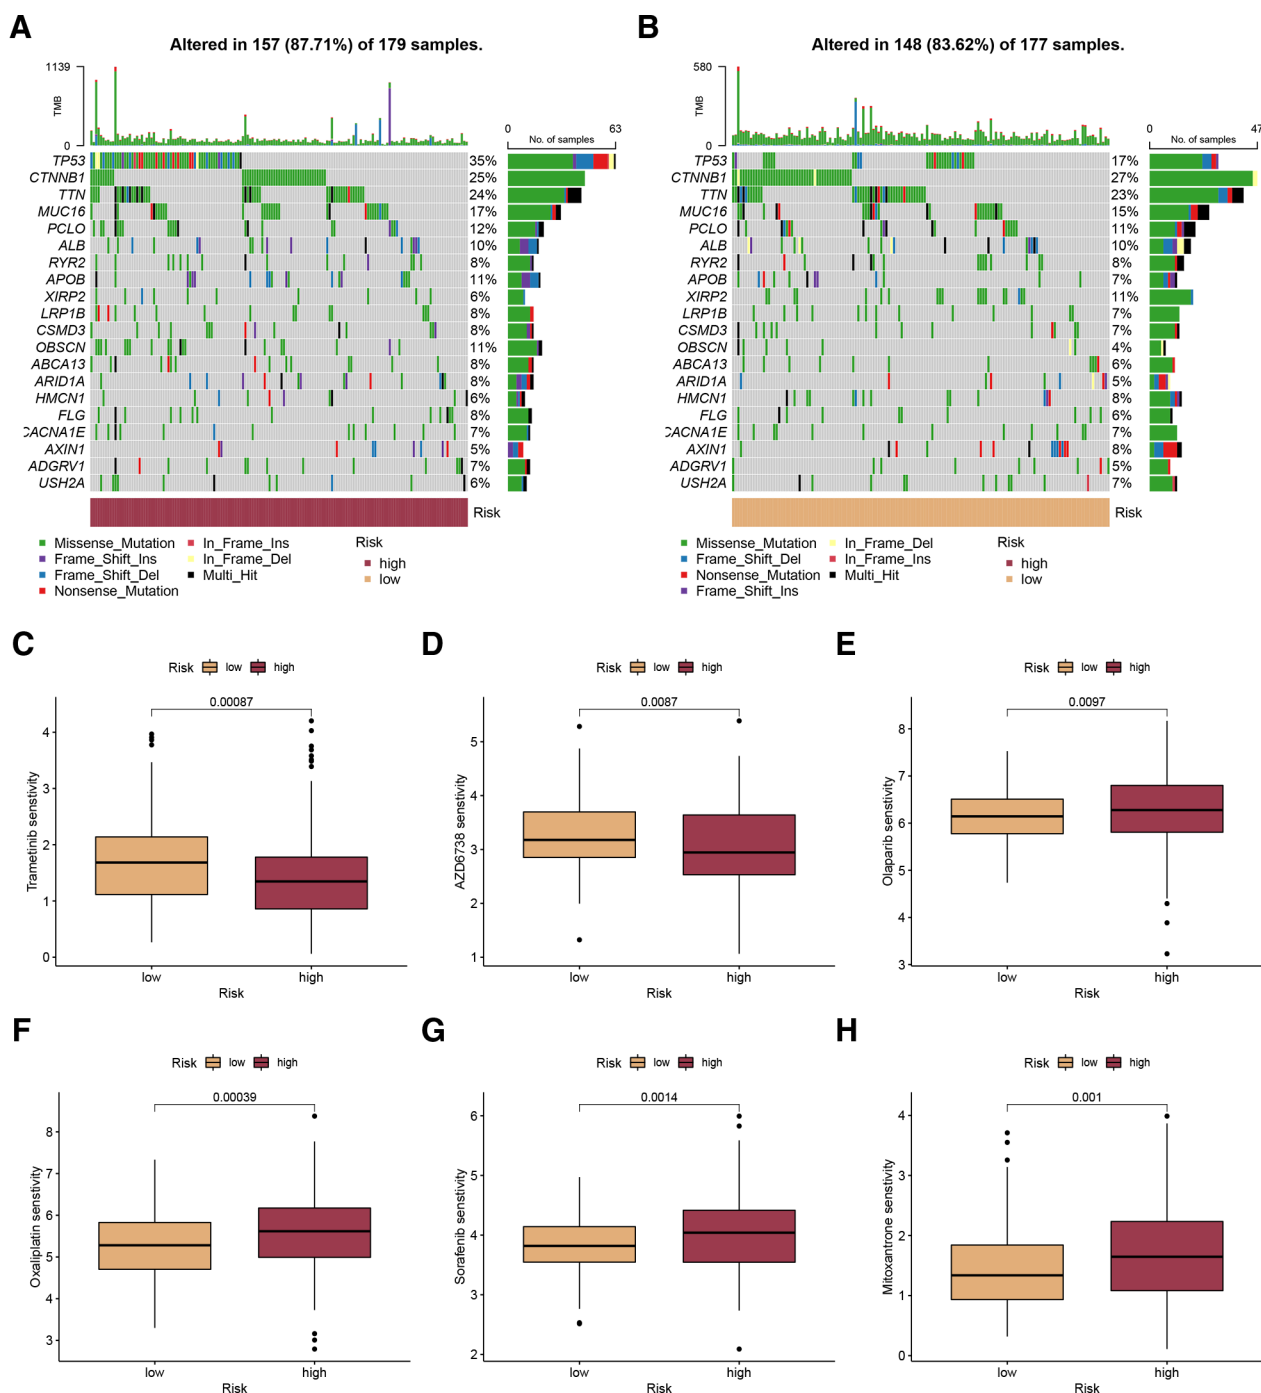 A
Altered in 157 (87.71%) of 179 samples.
1139
0
TMB
0
63
No. of samples
TP53 35%
CTNNB1 25%
TTN 24%
MUC16 17%
PCLO 12%
ALB 10%
RYR2 8%
APOB 11%
XIRP2 6%
LRP1B 8%
CSMD3 8%
OBSCN 11%
ABCA13 8%
ARID1A 8%
HMCN1 6%
FLG 8%
CACNA1E 7%
AXIN1 5%
ADGRV1 7%
USH2A 6%
Risk
Missense_Mutation
Frame_Shift_Ins
Frame_Shift_Del
Nonsense_Mutation
In_Frame_Ins
In_Frame_Del
Multi_Hit
Risk
high
low
B
Altered in 148 (83.62%) of 177 samples.
580
0
TMB
0
47
No. of samples
TP53 17%
CTNNB1 27%
TTN 23%
MUC16 15%
PCLO 11%
ALB 10%
RYR2 8%
APOB 7%
XIRP2 11%
LRP1B 7%
CSMD3 7%
OBSCN 4%
ABCA13 6%
ARID1A 5%
HMCN1 8%
FLG 6%
CACNA1E 7%
AXIN1 8%
ADGRV1 5%
USH2A 7%
Risk
Missense_Mutation
Frame_Shift_Del
Nonsense_Mutation
Frame_Shift_Ins
In_Frame_Del
In_Frame_Ins
Multi_Hit
Risk
high
low
C
Risk low high
0.00087
4
3
2
1
0
Trametinib senstivity
low high
Risk
D
Risk low high
0.0087
5
4
3
2
1
AZD6738 senstivity
low high
Risk
E
Risk low high
0.0097
8
7
6
5
4
3
Olaparib senstivity
low high
Risk
F
Risk low high
0.00039
8
7
6
5
4
3
Oxaliplatin senstivity
low high
Risk
G
Risk low high
0.0014
6
5
4
3
2
Sorafenib senstivity
low high
Risk
H
Risk low high
0.001
4
3
2
1
0
Mitoxantrone senstivity
low high
Risk